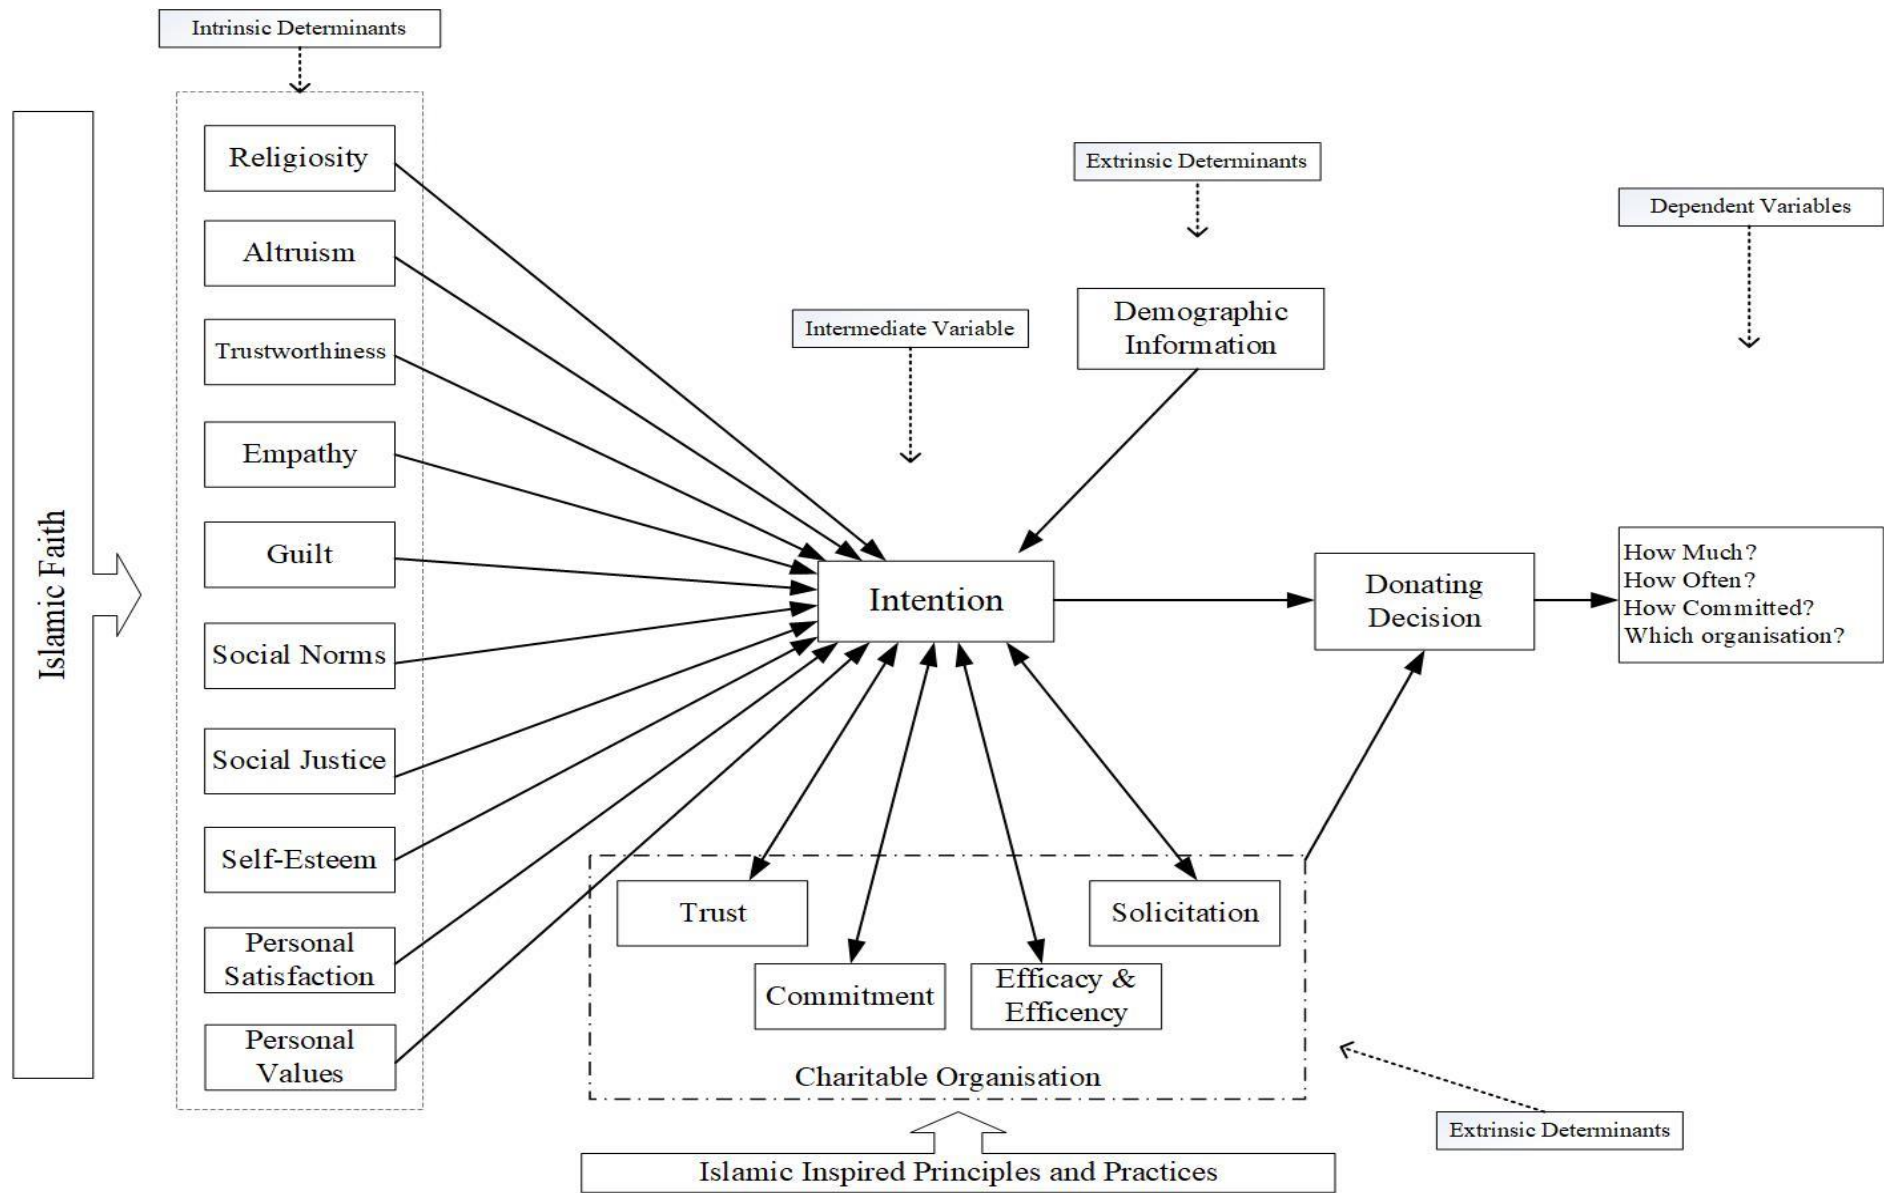 Intrinsic Determinants
Islamic Faith
Religiosity
Altruism
Trustworthiness
Empathy
Guilt
Social Norms
Social Justice
Self-Esteem
Personal
Satisfaction
Personal
Values
Intermediate Variable
Intention
Extrinsic Determinants
Demographic
Information
Dependent Variables
Donating
Decision
How Much?
How Often?
How Committed?
Which organisation?
Trust
Solicitation
Commitment
Efficacy &
Efficency
Charitable Organisation
Extrinsic Determinants
Islamic Inspired Principles and Practices